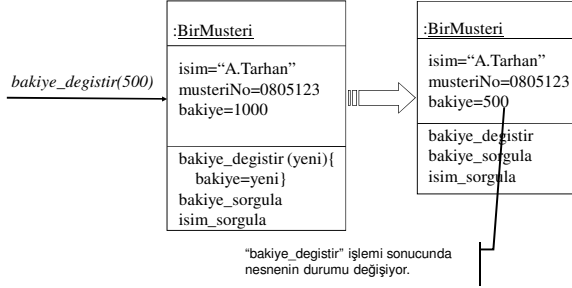 bakiye_degistir(500)
:BirMusteri
isim=“A.Tarhan”
musteriNo=0805123
bakiye=1000
bakiye_degistir (yeni){
bakiye=yeni}
bakiye_sorgula
isim_sorgula
:BirMusteri
isim=“A.Tarhan”
musteriNo=0805123
bakiye=500
bakiye_degistir
bakiye_sorgula
isim_sorgula
“bakiye_degistir” işlemi sonucunda
nesnenin durumu değişiyor.